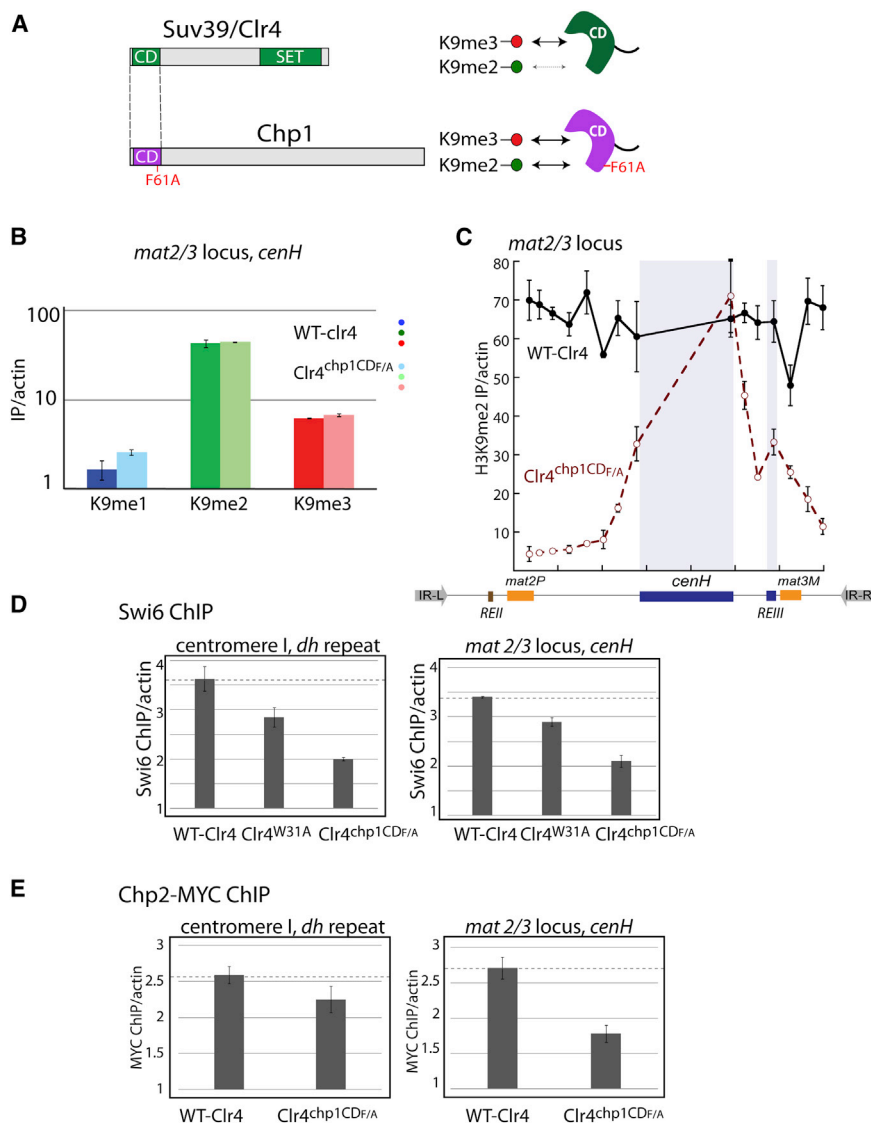 A
Suv39/Clr4
CD
SET
Chp1
CD
F61A
K9me3
K9me2
CD
K9me3
K9me2
CD
F61A
B
mat2/3 locus, cenH
IP/actin
100
10
1
WT-clr4
Clr4chp1CDF/A
K9me1
K9me2
K9me3
C
mat2/3 locus
H3K9me2 IP/actin
80
70
60
50
40
30
20
10
WT-Clr4
Clr4chp1CDF/A
IR-L
REII
mat2P
cenH
REIII
mat3M
IR-R
D
Swi6 ChIP
centromere I, dh repeat
Swi6 ChIP/actin
4
3
2
1
WT-Clr4 Clr4W31A Clr4chp1CDF/A
mat 2/3 locus, cenH
Swi6 ChIP/actin
4
3
2
1
WT-Clr4 Clr4W31A Clr4chp1CDF/A
E
Chp2-MYC ChIP
centromere I, dh repeat
MYC ChIP/actin
3
2.5
2
1.5
1
WT-Clr4 Clr4chp1CDF/A
mat 2/3 locus, cenH
MYC ChIP/actin
3
2.5
2
1.5
1
WT-Clr4 Clr4chp1CDF/A